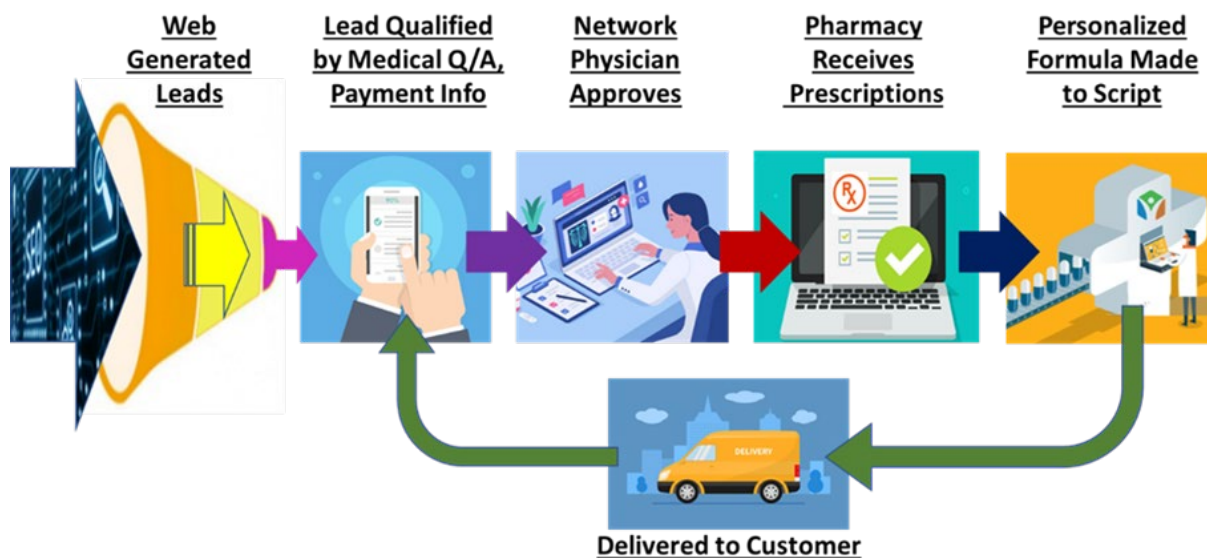 Web
Generated
Leads
Lead Qualified
by Medical Q/A,
Payment Info
Network
Physician
Approves
Pharmacy
Receives
Prescriptions
Personalized
Formula Made
to Script
SEO
RX
DELIVERY
Delivered to Customer